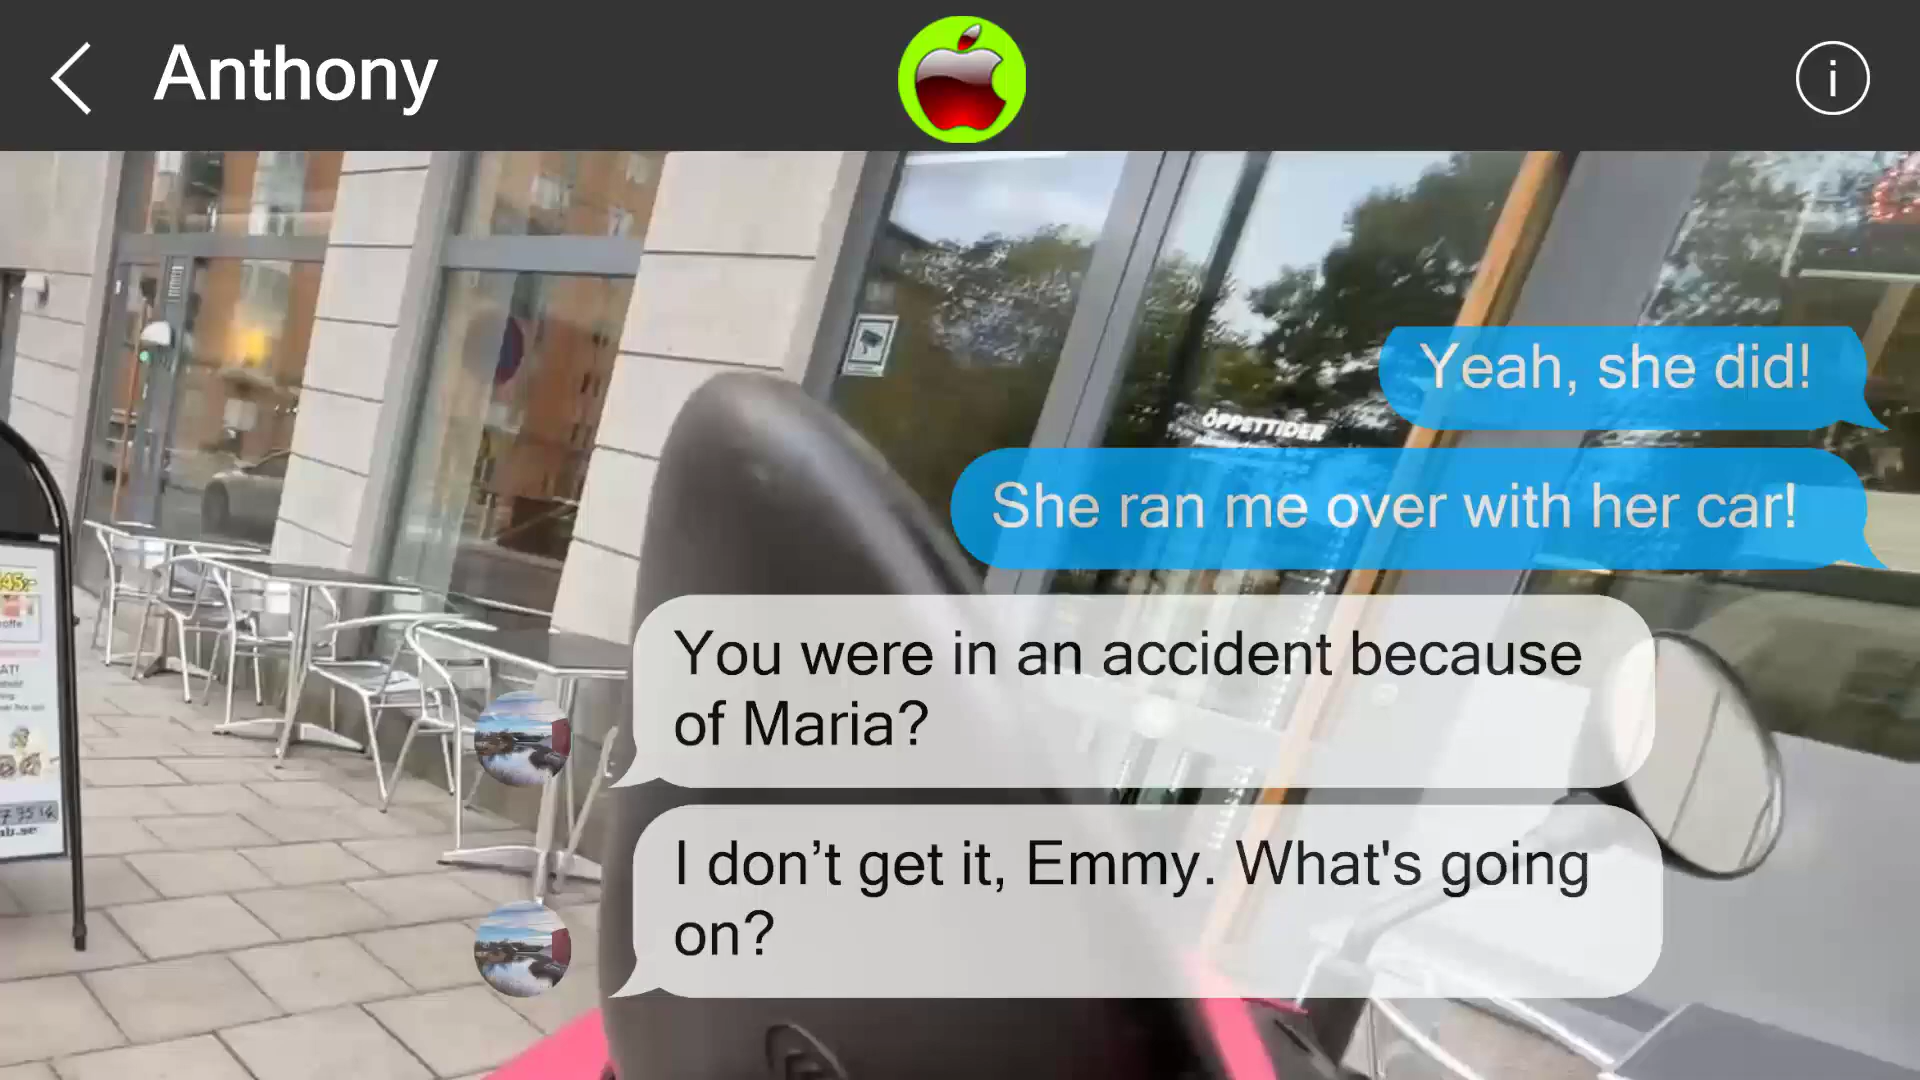 Anthony
i
Yeah, she did!
ÖPPETTIDER
She ran me over with her car!
45:-
You were in an accident because
of Maria?
I don’t get it, Emmy. What's going
on?